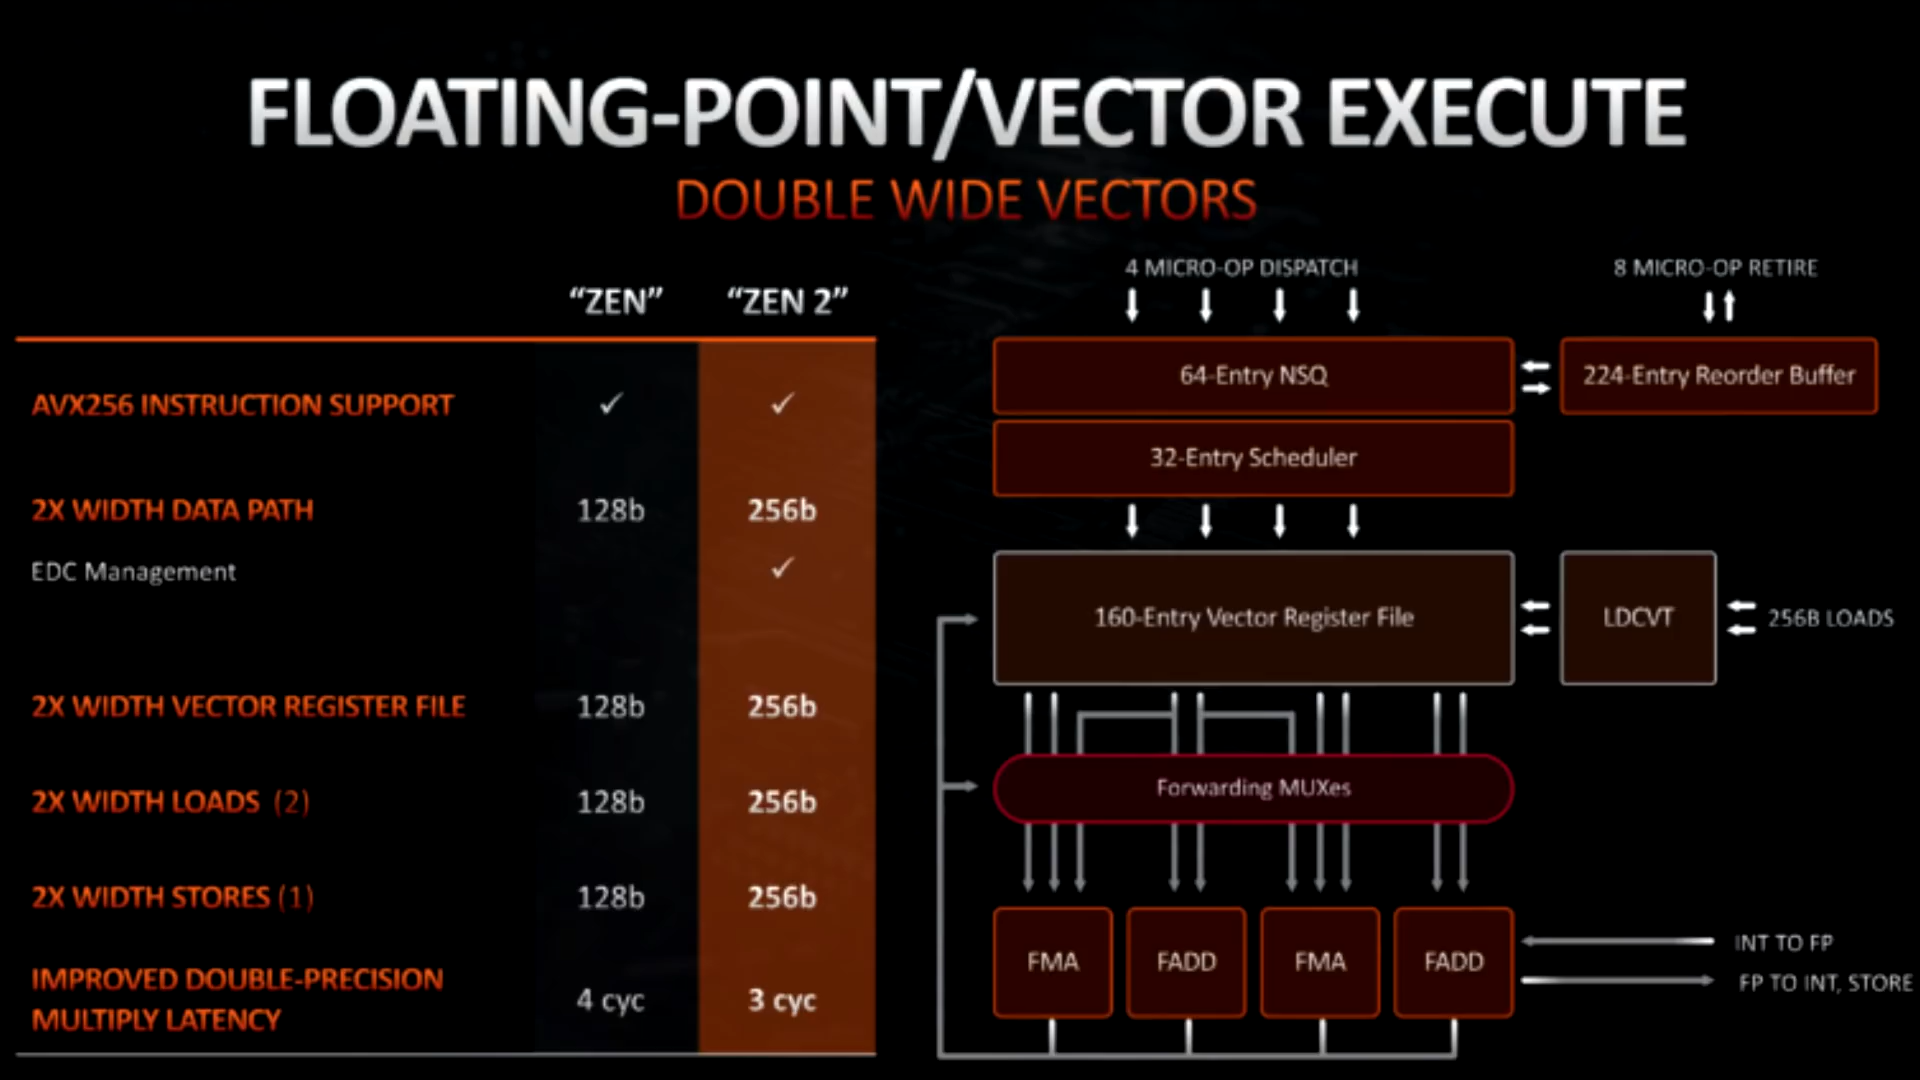 FLOATING-POINT/VECTOR EXECUTE
DOUBLE WIDE VECTORS
"ZEN" "ZEN 2"
AVX256 INSTRUCTION SUPPORT ✓ ✓
2X WIDTH DATA PATH 128b 256b
EDC Management ✓
2X WIDTH VECTOR REGISTER FILE 128b 256b
2X WIDTH LOADS (2) 128b 256b
2X WIDTH STORES (1) 128b 256b
IMPROVED DOUBLE-PRECISION
MULTIPLY LATENCY 4 cyc 3 cyc
4 MICRO-OP DISPATCH 8 MICRO-OP RETIRE
64-Entry NSQ 224-Entry Reorder Buffer
32-Entry Scheduler
160-Entry Vector Register File LDCVT 256B LOADS
Forwarding MUXes
FMA FADD FMA FADD
INT TO FP
FP TO INT, STORE